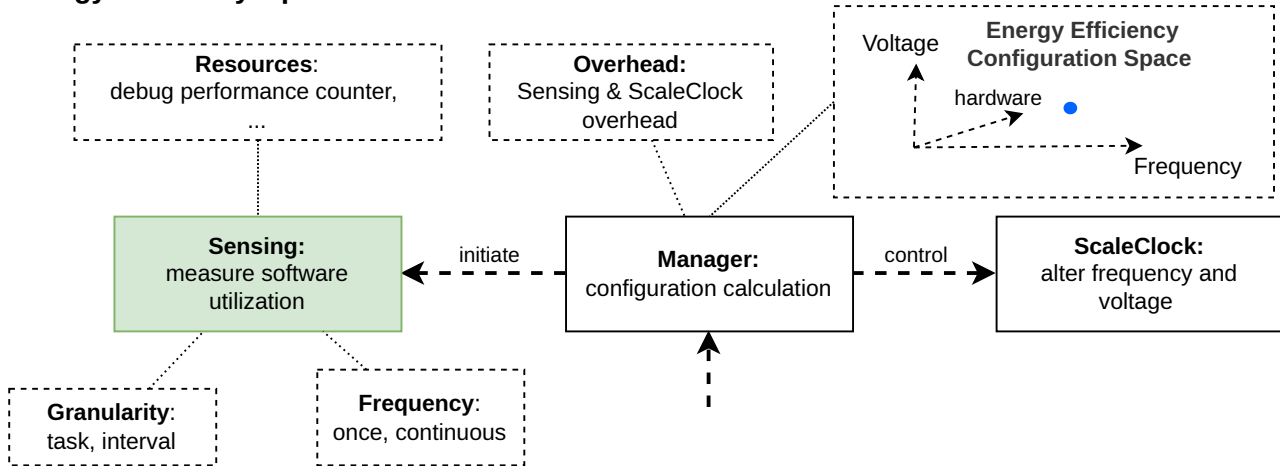 Resources:
debug performance counter,
...
Overhead:
Sensing & ScaleClock
overhead
Energy Efficiency
Configuration Space
Voltage
hardware
Frequency
Sensing:
measure software
utilization
initiate
Manager:
configuration calculation
control
ScaleClock:
alter frequency and
voltage
Granularity:
task, interval
Frequency:
once, continuous